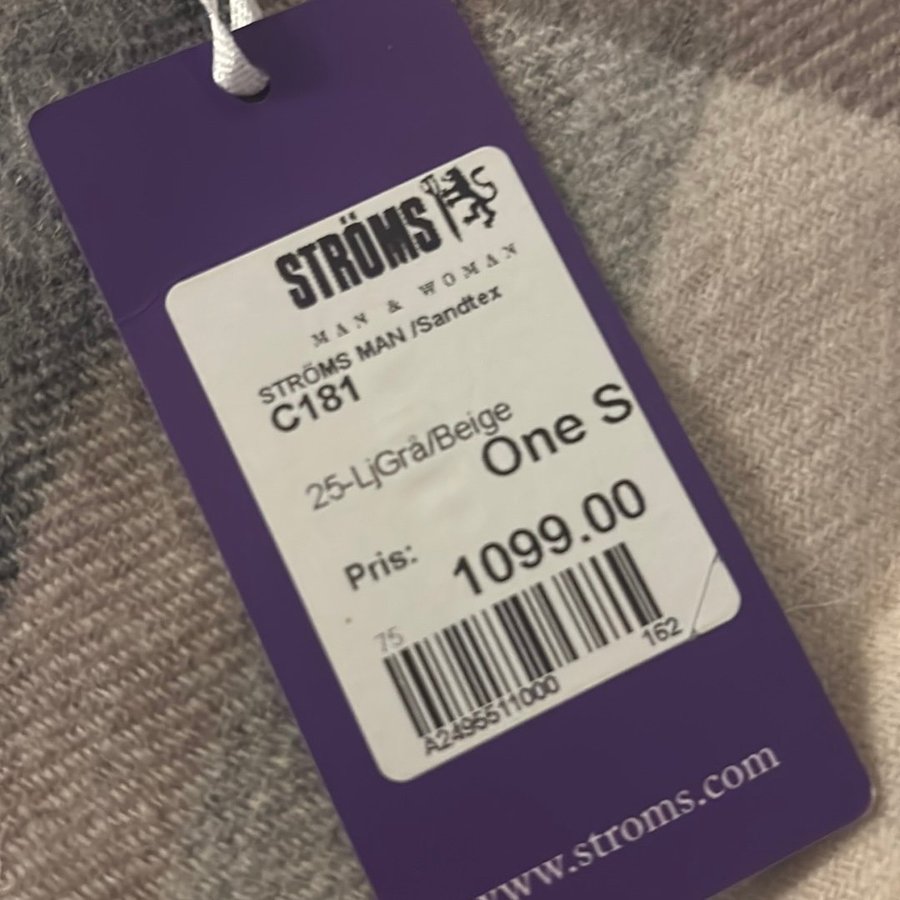 STRÖMS
MAN & WOMAN
STRÖMS MAN /Sandtex
C181
25-LjGrå/Beige
One S
Pris: 1099.00
75
162
A2495511000
www.stroms.com